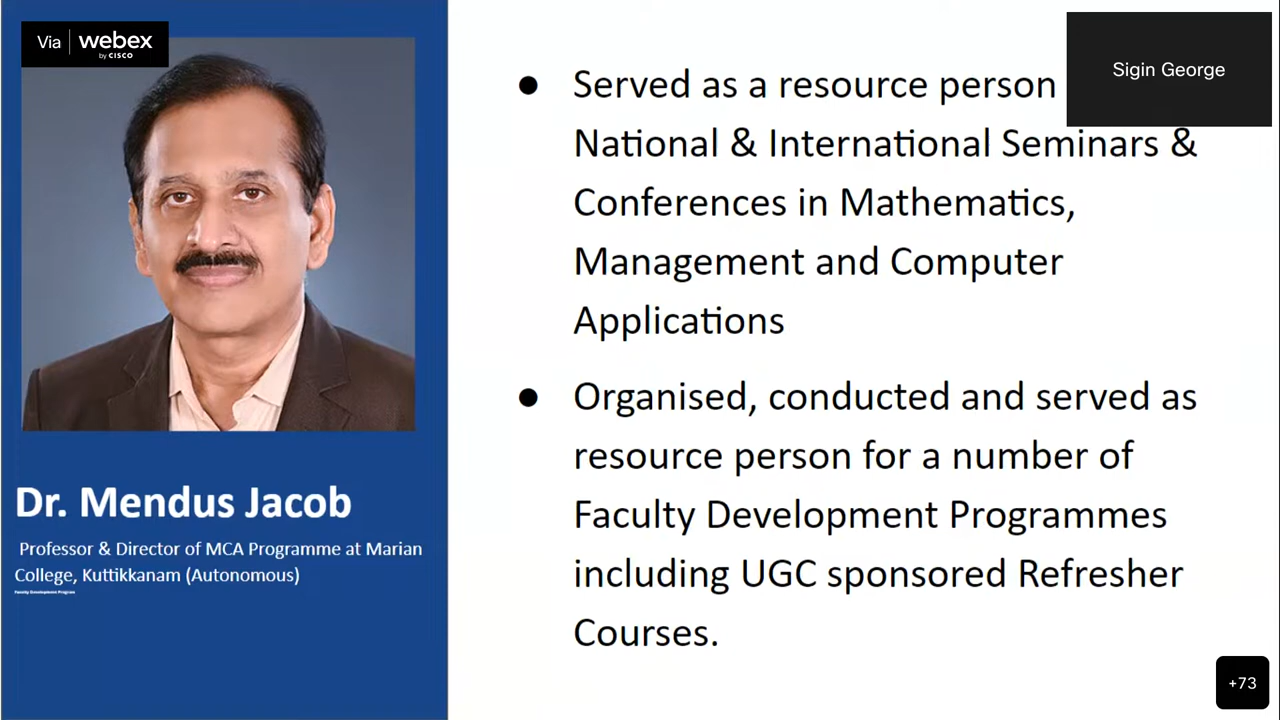 Via webex
by CISCO
Sigin George
● Served as a resource person
National & International Seminars &
Conferences in Mathematics,
Management and Computer
Applications
● Organised, conducted and served as
resource person for a number of
Faculty Development Programmes
including UGC sponsored Refresher
Courses.
Dr. Mendus Jacob
Professor & Director of MCA Programme at Marian
College, Kuttikkanam (Autonomous)
Faculty Development Program
+73